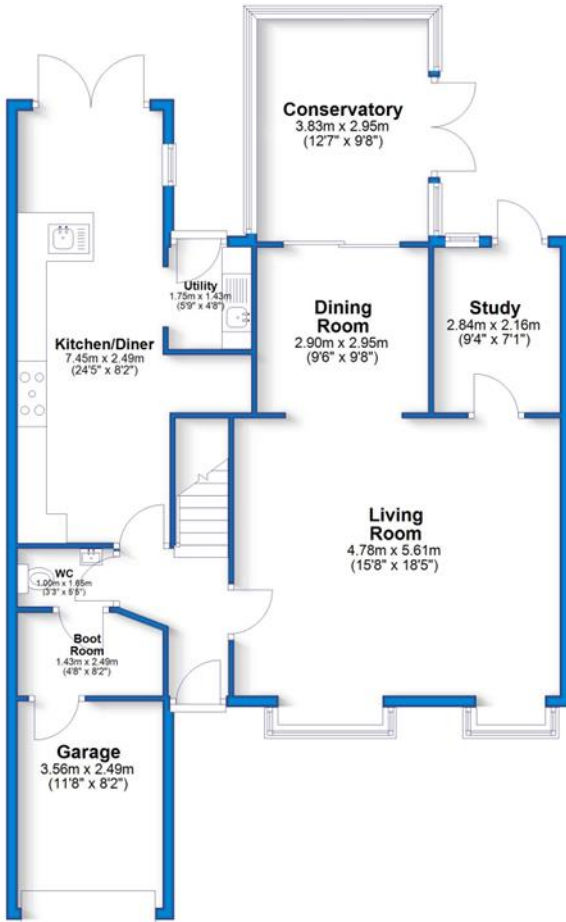 Conservatory
3.83m x 2.95m
(12'7" x 9'8")
Utility
1.75m x 1.43m
(5'9" x 4'8")
Dining
Room
2.90m x 2.95m
(9'6" x 9'8")
Study
2.84m x 2.16m
(9'4" x 7'1")
Kitchen/Diner
7.45m x 2.49m
(24'5" x 8'2")
Living
Room
4.78m x 5.61m
(15'8" x 18'5")
WC
1.00m x 1.65m
(3'3" x 5'5")
Boot
Room
1.43m x 2.49m
(4'8" x 8'2")
Garage
3.56m x 2.49m
(11'8" x 8'2")